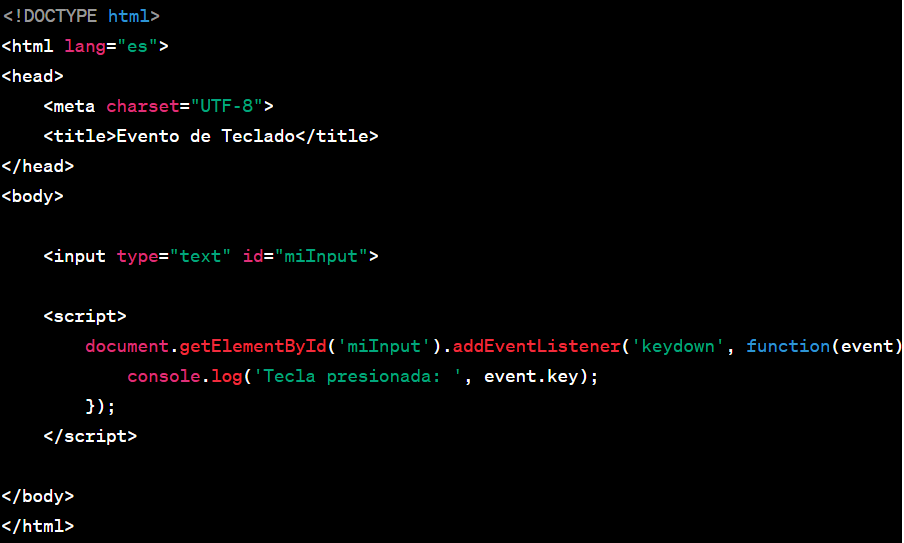 <!DOCTYPE html>
<html lang="es">
<head>
    <meta charset="UTF-8">
    <title>Evento de Teclado</title>
</head>
<body>
    <input type="text" id="miInput">
    <script>
        document.getElementById('miInput').addEventListener('keydown', function(event)
            console.log('Tecla presionada: ', event.key);
        });
    </script>
</body>
</html>